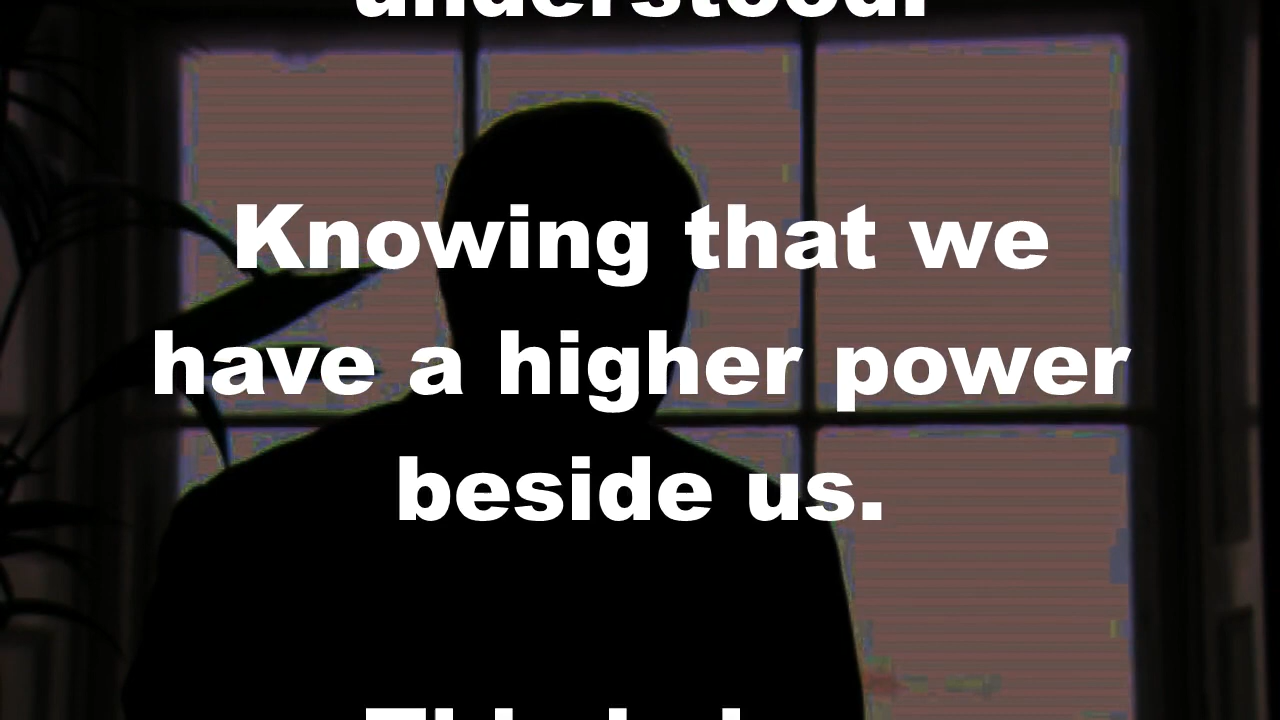 understood.
Knowing that we
have a higher power
beside us.